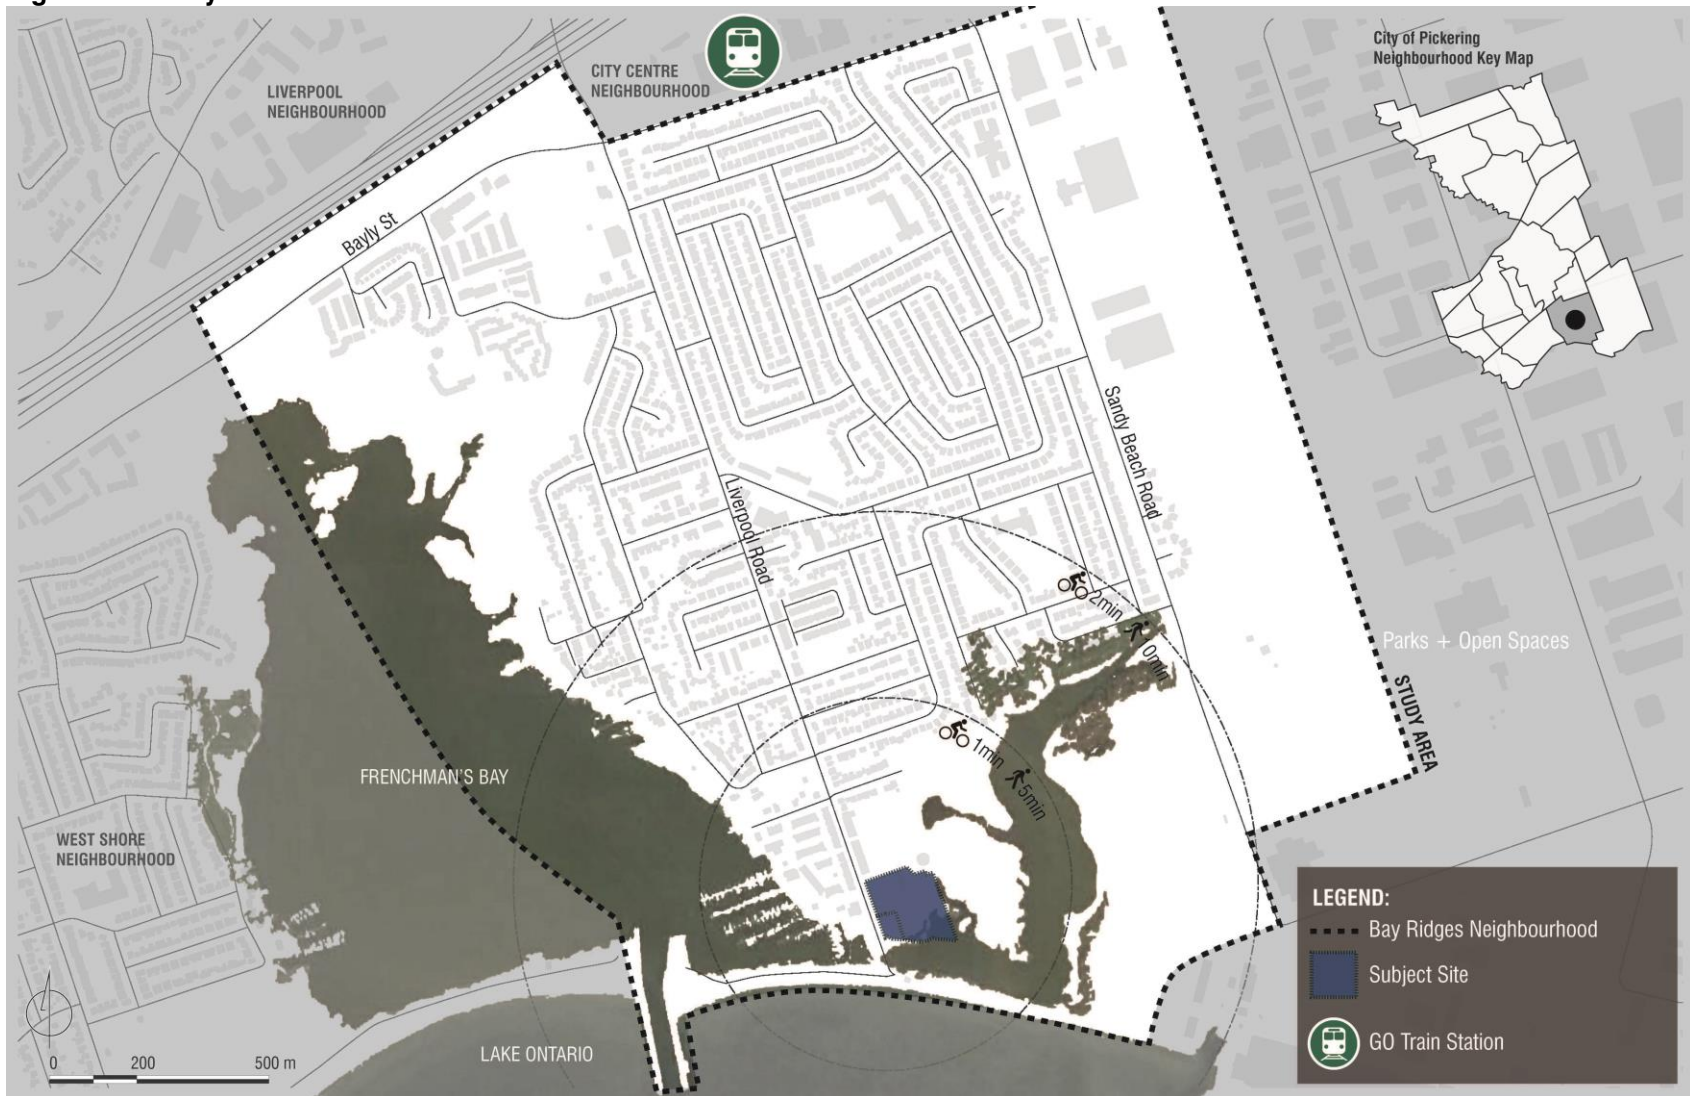 LIVERPOOL
NEIGHBOURHOOD
CITY CENTRE
NEIGHBOURHOOD
City of Pickering
Neighbourhood Key Map
Bayly St
Sandy Beach Road
Liverpool Road
2min
10min
Parks + Open Spaces
STUDY AREA
1min
5min
FRENCHMAN'S BAY
WEST SHORE
NEIGHBOURHOOD
LEGEND:
Bay Ridges Neighbourhood
Subject Site
GO Train Station
LAKE ONTARIO
0 200 500 m